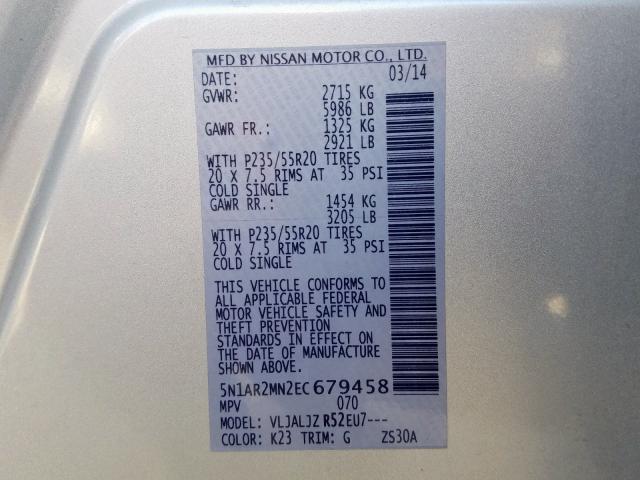 MFD BY NISSAN MOTOR CO., LTD.
DATE: 03/14
GVWR: 2715 KG
5986 LB
GAWR FR.: 1325 KG
2921 LB
WITH P235/55R20 TIRES
20 X 7.5 RIMS AT 35 PSI
COLD SINGLE
GAWR RR.: 1454 KG
3205 LB
WITH P235/55R20 TIRES
20 X 7.5 RIMS AT 35 PSI
COLD SINGLE
THIS VEHICLE CONFORMS TO
ALL APPLICABLE FEDERAL
MOTOR VEHICLE SAFETY AND
THEFT PREVENTION
STANDARDS IN EFFECT ON
THE DATE OF MANUFACTURE
SHOWN ABOVE.
5N1AR2MN2EC679458
MPV 070
MODEL: VLJALJZ R52EU7---
COLOR: K23 TRIM: G ZS30A